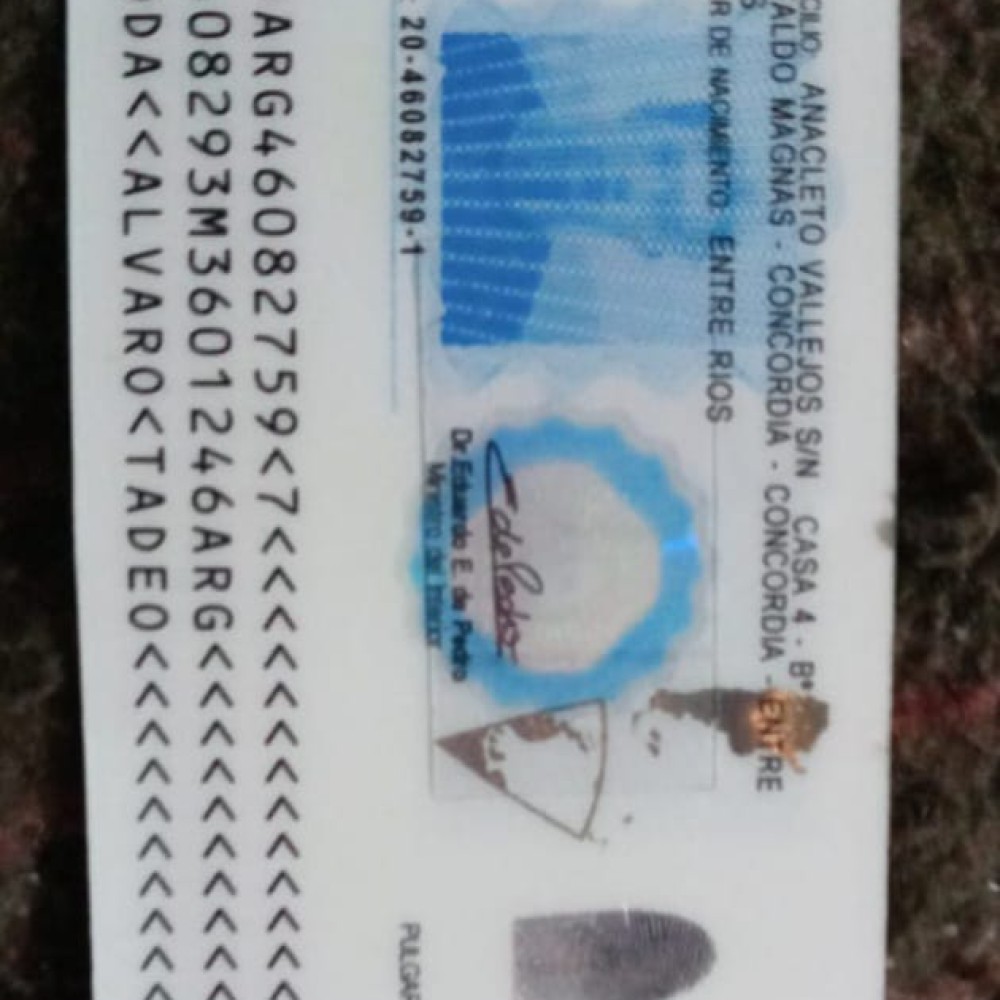 CILIO: ANACLETO VALLEJOS S/N CASA 4 - B°
ALDO MAGNAS - CONCORDIA - CONCORDIA - ENTRE
S
R DE NACIMIENTO: ENTRE RIOS
Dr. Eduardo E. de Pedro
Ministro del Interior
20-46082759-1
PULGAR
ARG46082759<7<<<<<<<<<<
08293M3601246ARG<<<<<<<<
DA<<ALVARO<TADEO<<<<<<<<